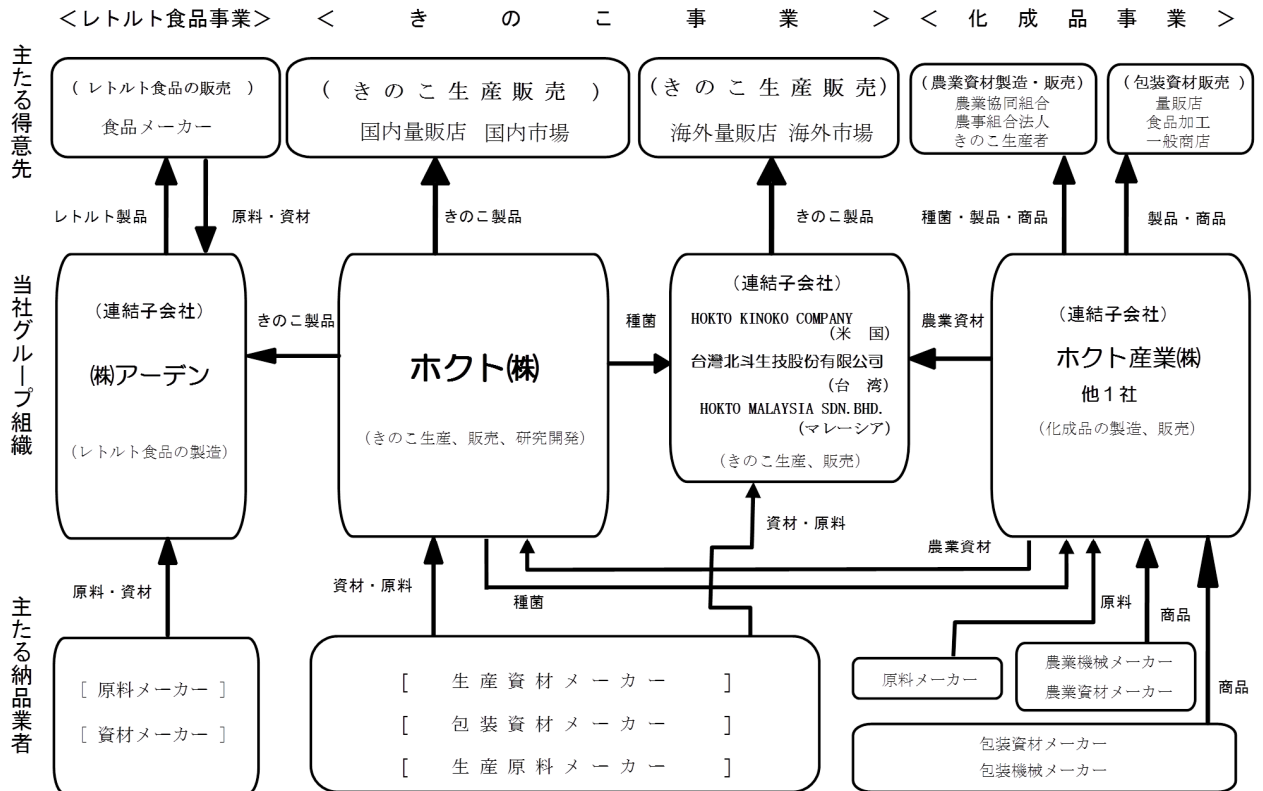 ＜レトルト食品事業＞
＜ き の こ 事 業 ＞
＜ 化 成 品 事 業 ＞
主たる得意先
（ レトルト食品の販売 ）
食品メーカー
（ き の こ 生 産 販 売 ）
国内量販店 国内市場
（ き の こ 生 産 販 売）
海外量販店 海外市場
（農業資材製造・販売）
農業協同組合
農事組合法人
きのこ生産者
（包装資材販売 ）
量販店
食品加工
一般商店
レトルト製品
原料・資材
きのこ製品
きのこ製品
種菌・製品・商品
製品・商品
当社グループ組織
（連結子会社）
㈱アーデン
（レトルト食品の製造）
きのこ製品
ホクト㈱
（きのこ生産、販売、研究開発）
種菌
（連結子会社）
HOKTO KINOKO COMPANY
（米 国）
台灣北斗生技股份有限公司
（台 湾）
HOKTO MALAYSIA SDN.BHD.
（マレーシア）
（きのこ生産、販売）
農業資材
（連結子会社）
ホクト産業㈱
他１社
（化成品の製造、販売）
主たる納品業者
原料・資材
資材・原料
種菌
資材・原料
農業資材
原料
商品
商品
［ 原料メーカー ］
［ 資材メーカー ］
［ 生 産 資 材 メ ー カ ー ］
［ 包 装 資 材 メ ー カ ー ］
［ 生 産 原 料 メ ー カ ー ］
原料メーカー
農業機械メーカー
農業資材メーカー
包装資材メーカー
包装機械メーカー